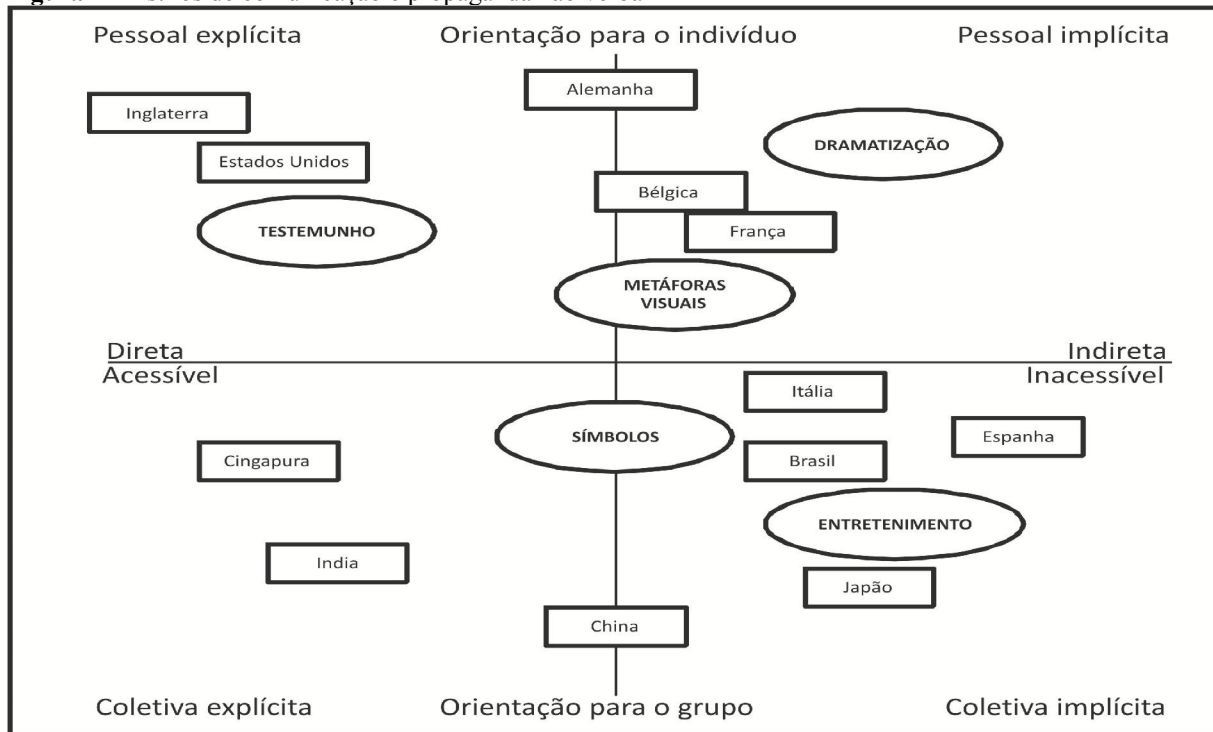 Pessoal explícita
Orientação para o indivíduo
Pessoal implícita
Alemanha
Inglaterra
DRAMATIZAÇÃO
Estados Unidos
Bélgica
TESTEMUNHO
França
METÁFORAS
VISUAIS
Direta
Indireta
Acessível
Inacessível
Itália
SÍMBOLOS
Espanha
Cingapura
Brasil
ENTRETENIMENTO
India
Japão
China
Coletiva explícita
Orientação para o grupo
Coletiva implícita